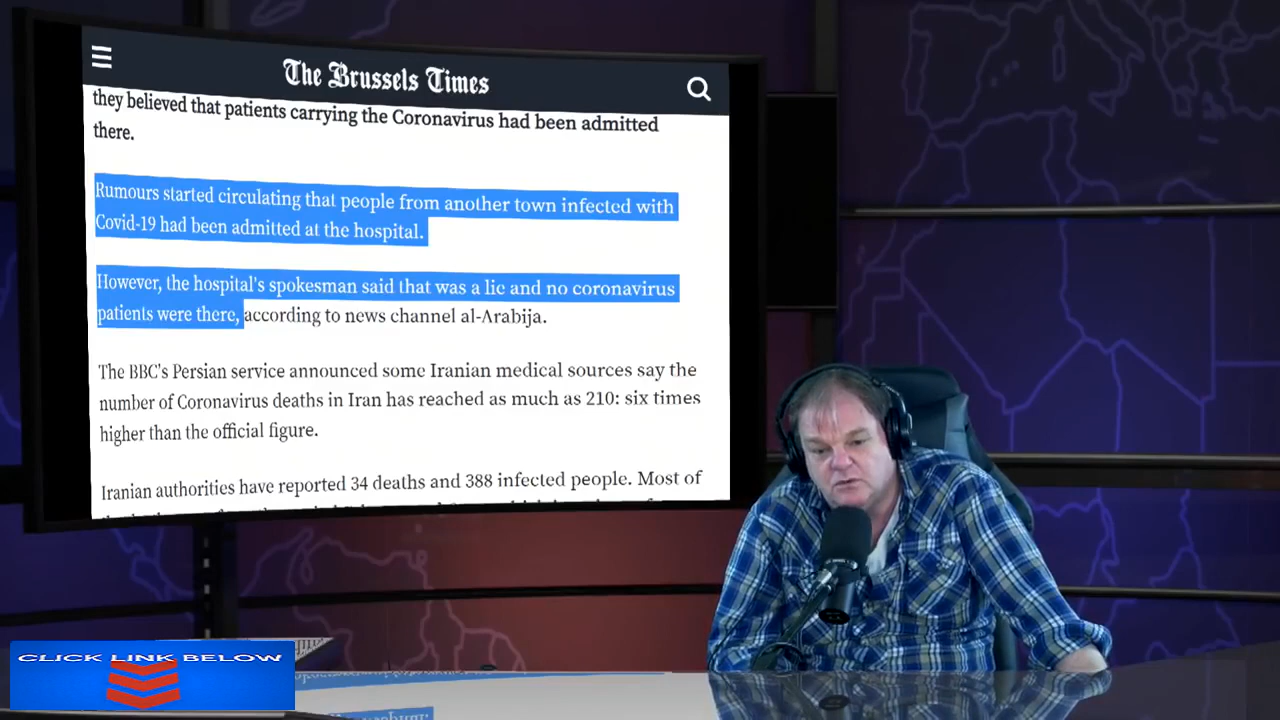 The Brussels Times
they believed that patients carrying the Coronavirus had been admitted
there.
Rumours started circulating that people from another town infected with
Covid-19 had been admitted at the hospital.
However, the hospital's spokesman said that was a lie and no coronavirus
patients were there, according to news channel al-Arabija.
The BBC's Persian service announced some Iranian medical sources say the
number of Coronavirus deaths in Iran has reached as much as 210: six times
higher than the official figure.
Iranian authorities have reported 34 deaths and 388 infected people. Most of
CLICK LINK BELOW